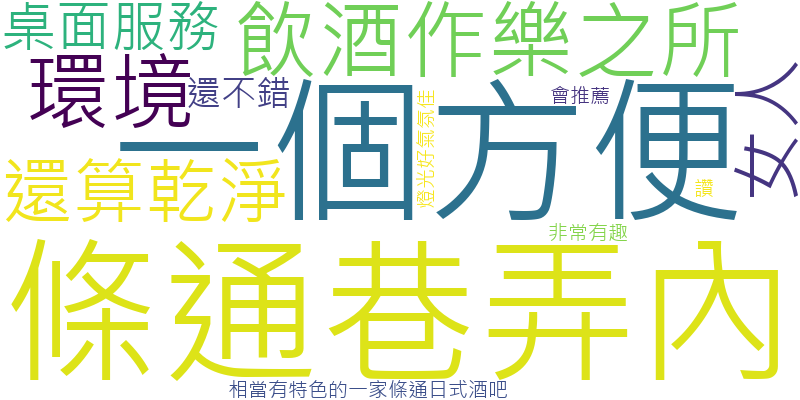 桌面服務
飲酒作樂之所
環境
還不錯
一個方便
會推薦
女人
燈光好氣氛佳
還算乾淨
讚
非常有趣
條通巷弄內
相當有特色的一家條通日式酒吧